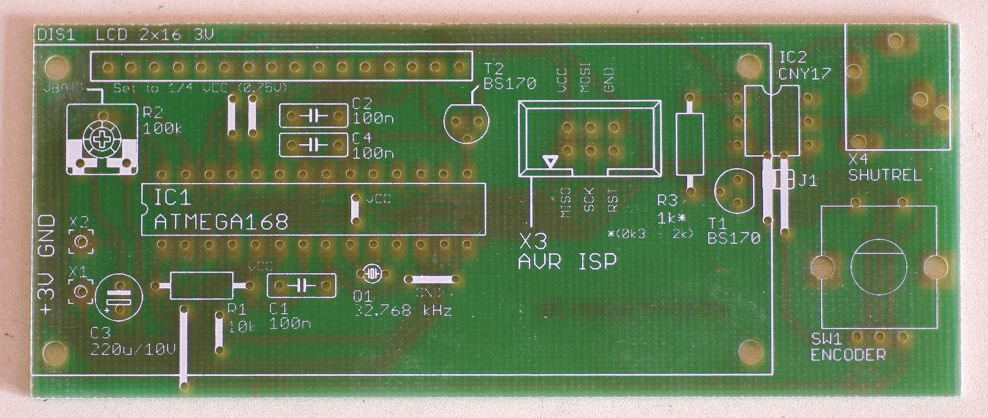 DIS1 LCD 2x16 3V
Set to 1/4 VCC (0.75V)
R2
100k
C2
100n
C4
100n
T2
BS170
VCC
MOSI
GND
IC2
CNY17
X4
SHUTREL
J1
IC1
ATMEGA168
VCC
MISO
SCK
RST
R3
1k*
*(0k3 - 2k)
T1
BS170
X3
AVR ISP
X2
GND
X1
+3V
C3
220u/10V
VCC
R1
10k
C1
100n
Q1
32.768 kHz
SW1
ENCODER